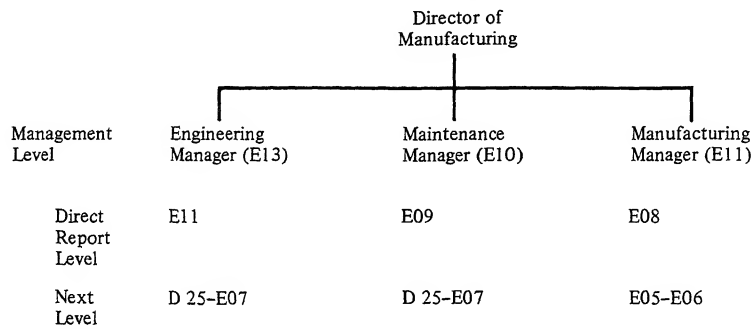 Director of
Manufacturing
Management Level
Engineering Manager (E13)
Maintenance Manager (E10)
Manufacturing Manager (E11)
Direct Report Level
E11
E09
E08
Next Level
D 25-E07
D 25-E07
E05-E06